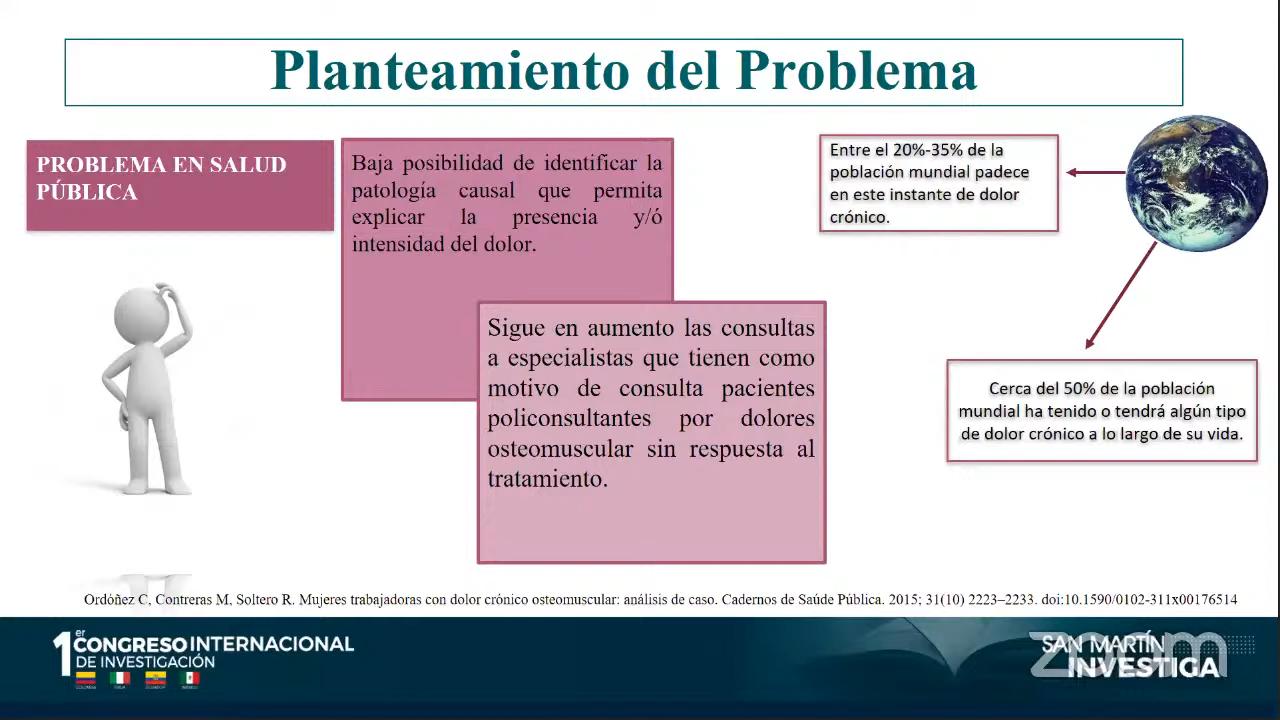 Planteamiento del Problema
PROBLEMA EN SALUD
PÚBLICA
Baja posibilidad de identificar la
patología causal que permita
explicar la presencia y/ó
intensidad del dolor.
Sigue en aumento las consultas
a especialistas que tienen como
motivo de consulta pacientes
policonsultantes por dolores
osteomuscular sin respuesta al
tratamiento.
Entre el 20%-35% de la
población mundial padece
en este instante de dolor
crónico.
Cerca del 50% de la población
mundial ha tenido o tendrá algún tipo
de dolor crónico a lo largo de su vida.
Ordóñez C, Contreras M, Soltero R. Mujeres trabajadoras con dolor crónico osteomuscular: análisis de caso. Cadernos de Saúde Pública. 2015; 31(10) 2223–2233. doi:10.1590/0102-311x00176514
1er CONGRESO INTERNACIONAL
DE INVESTIGACIÓN
SAN MARTÍN
INVESTIGA
zoom